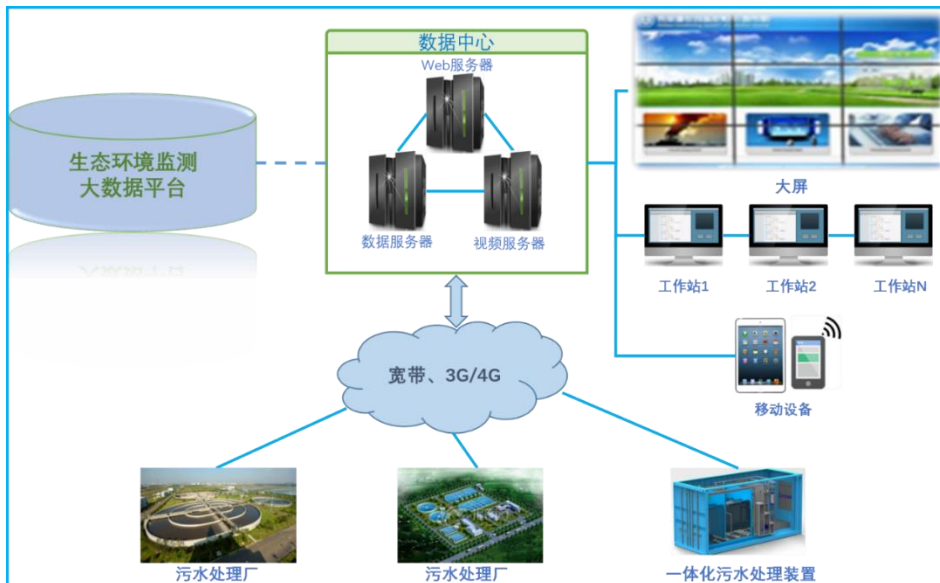 数据中心
Web服务器
数据服务器
视频服务器
生态环境监测
大数据平台
大屏
工作站1
工作站2
工作站N
宽带、3G/4G
移动设备
污水处理厂
污水处理厂
一体化污水处理装置